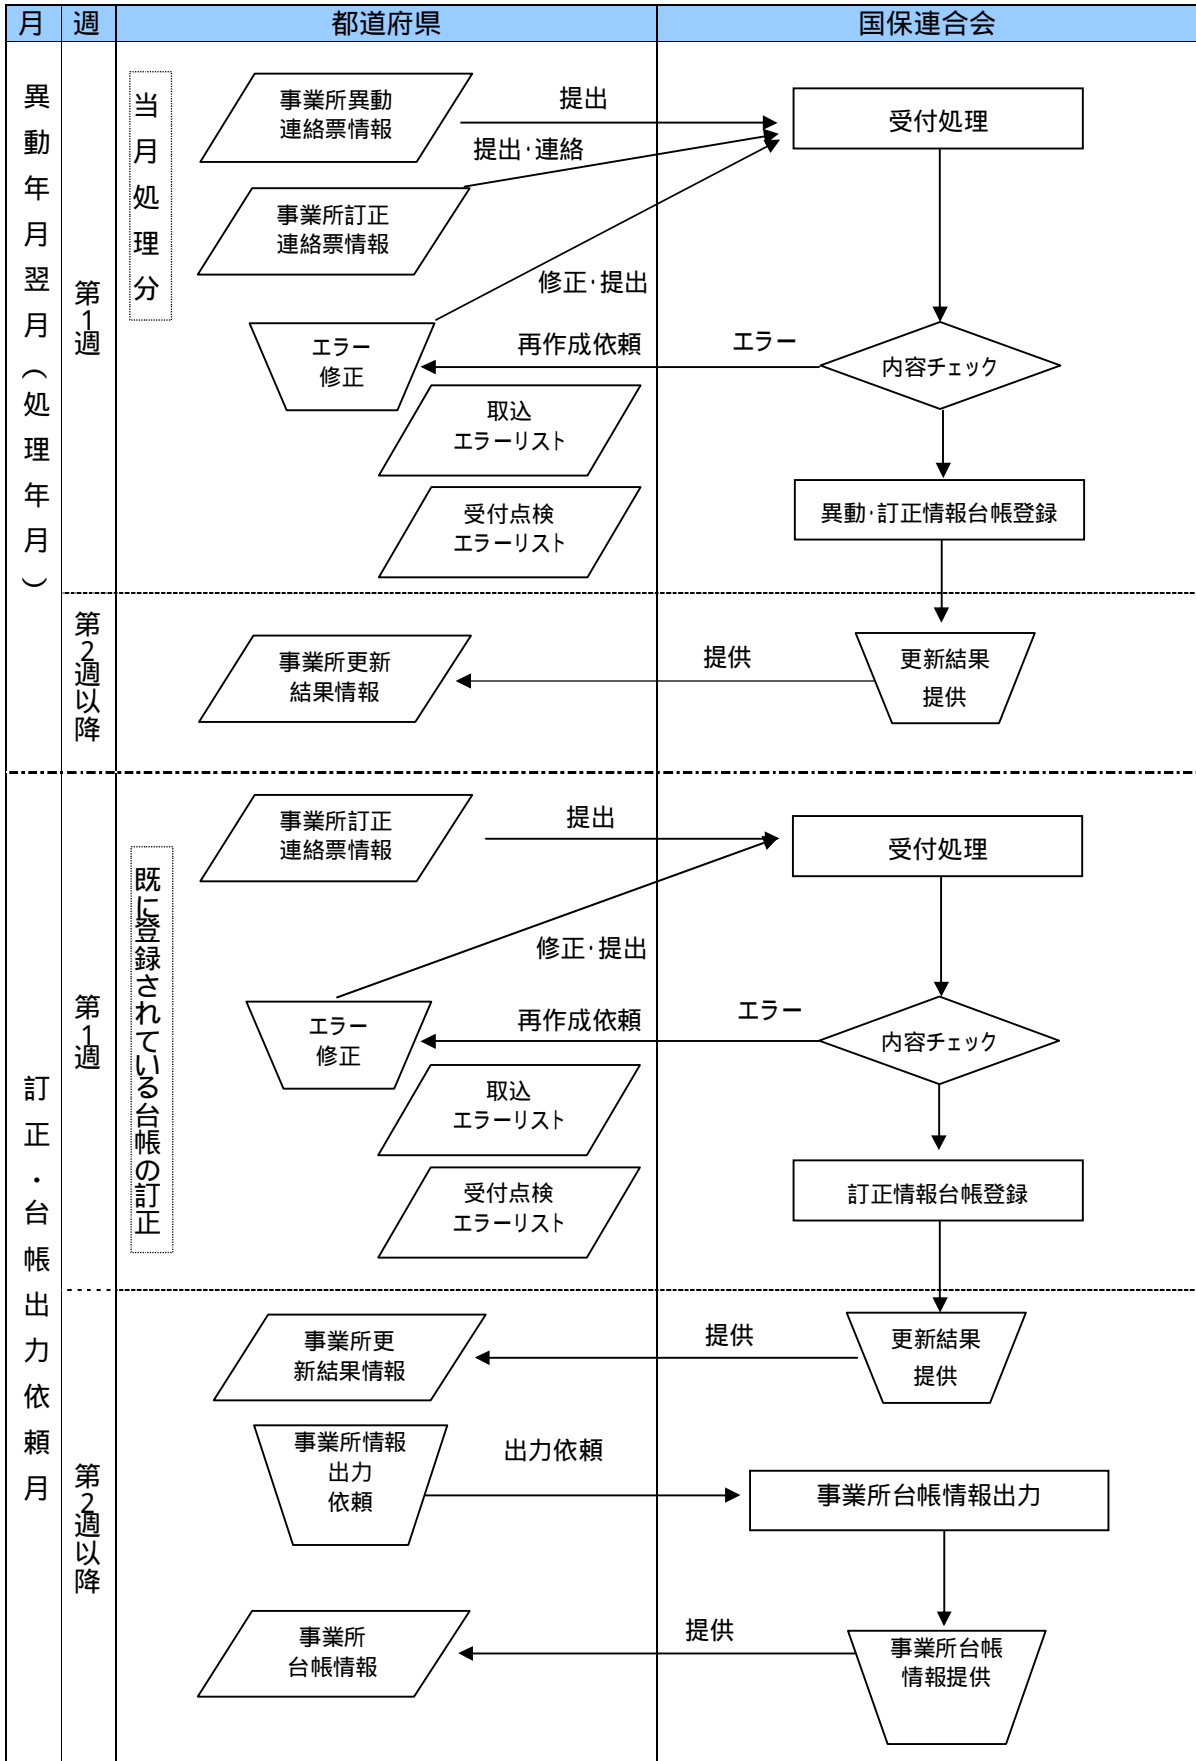 月
週
都道府県
国保連合会
異動年月翌月（処理年月）
第1週
当月処理分
事業所異動
連絡票情報
提出
受付処理
提出・連絡
事業所訂正
連絡票情報
修正・提出
エラー
修正
再作成依頼
エラー
内容チェック
取込
エラーリスト
受付点検
エラーリスト
異動・訂正情報台帳登録
第2週以降
事業所更新
結果情報
提供
更新結果
提供
訂正・台帳出力依頼月
第1週
既に登録されている台帳の訂正
事業所訂正
連絡票情報
提出
受付処理
修正・提出
エラー
修正
再作成依頼
エラー
内容チェック
取込
エラーリスト
受付点検
エラーリスト
訂正情報台帳登録
第2週以降
事業所更
新結果情報
提供
更新結果
提供
事業所情報
出力
依頼
出力依頼
事業所台帳情報出力
事業所
台帳情報
提供
事業所台帳
情報提供